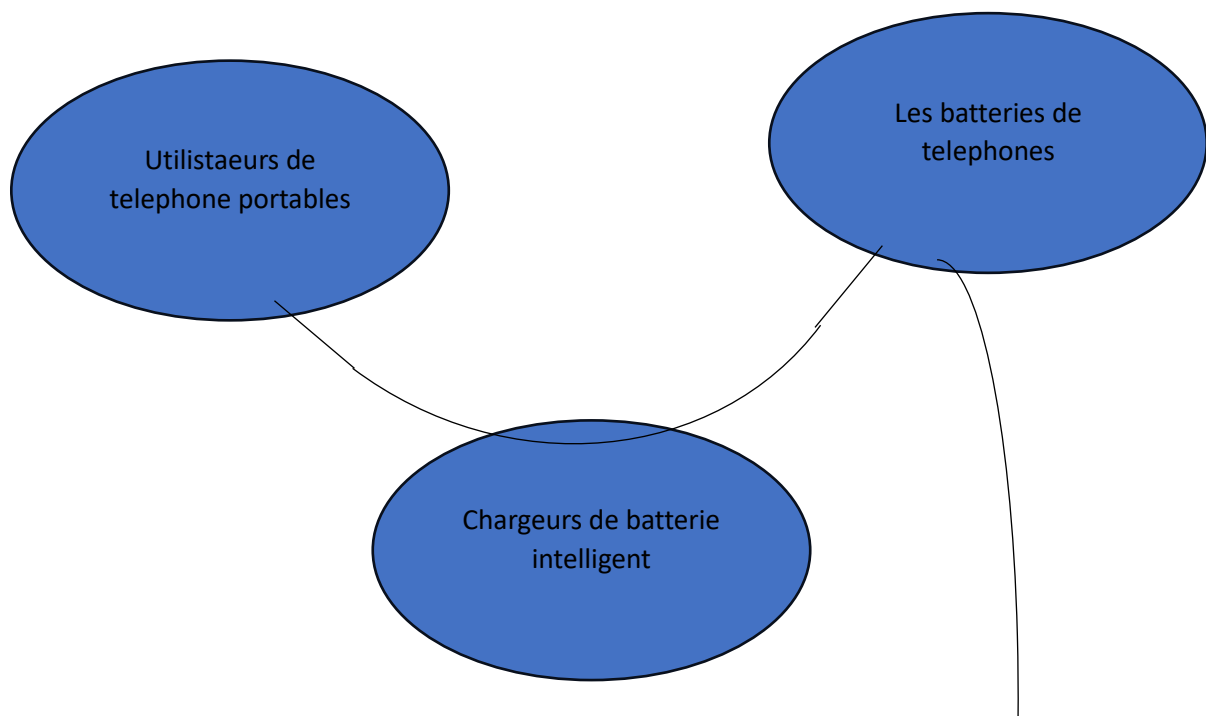 Utilistaeurs de
telephone portables
Les batteries de
telephones
Chargeurs de batterie
intelligent